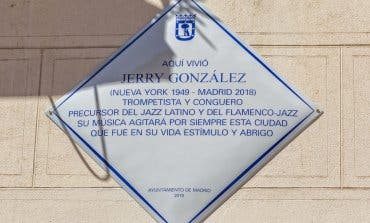 AQUÍ VIVIÓ
JERRY GONZÁLEZ
(NUEVA YORK 1949 - MADRID 2018)
TROMPETISTA Y CONGUERO
PRECURSOR DEL JAZZ LATINO Y DEL FLAMENCO-JAZZ
SU MÚSICA AGITARÁ POR SIEMPRE ESTA CIUDAD
QUE FUE EN SU VIDA ESTÍMULO Y ABRIGO
AYUNTAMIENTO DE MADRID
2019